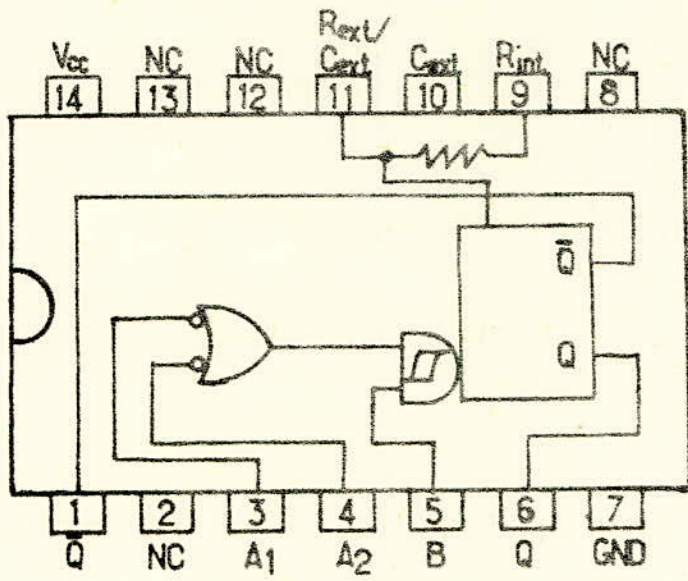 Rext/
Vcc NC NC Cext Cext Rint NC
14 13 12 11 10 9 8
Q̅
Q
1 2 3 4 5 6 7
Q̅ NC A1 A2 B Q GND